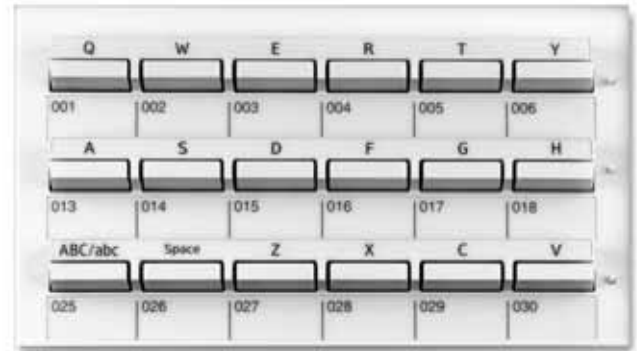 Q W E R T Y
001 002 003 004 005 006
A S D F G H
013 014 015 016 017 018
ABC/abc Space Z X C V
025 026 027 028 029 030